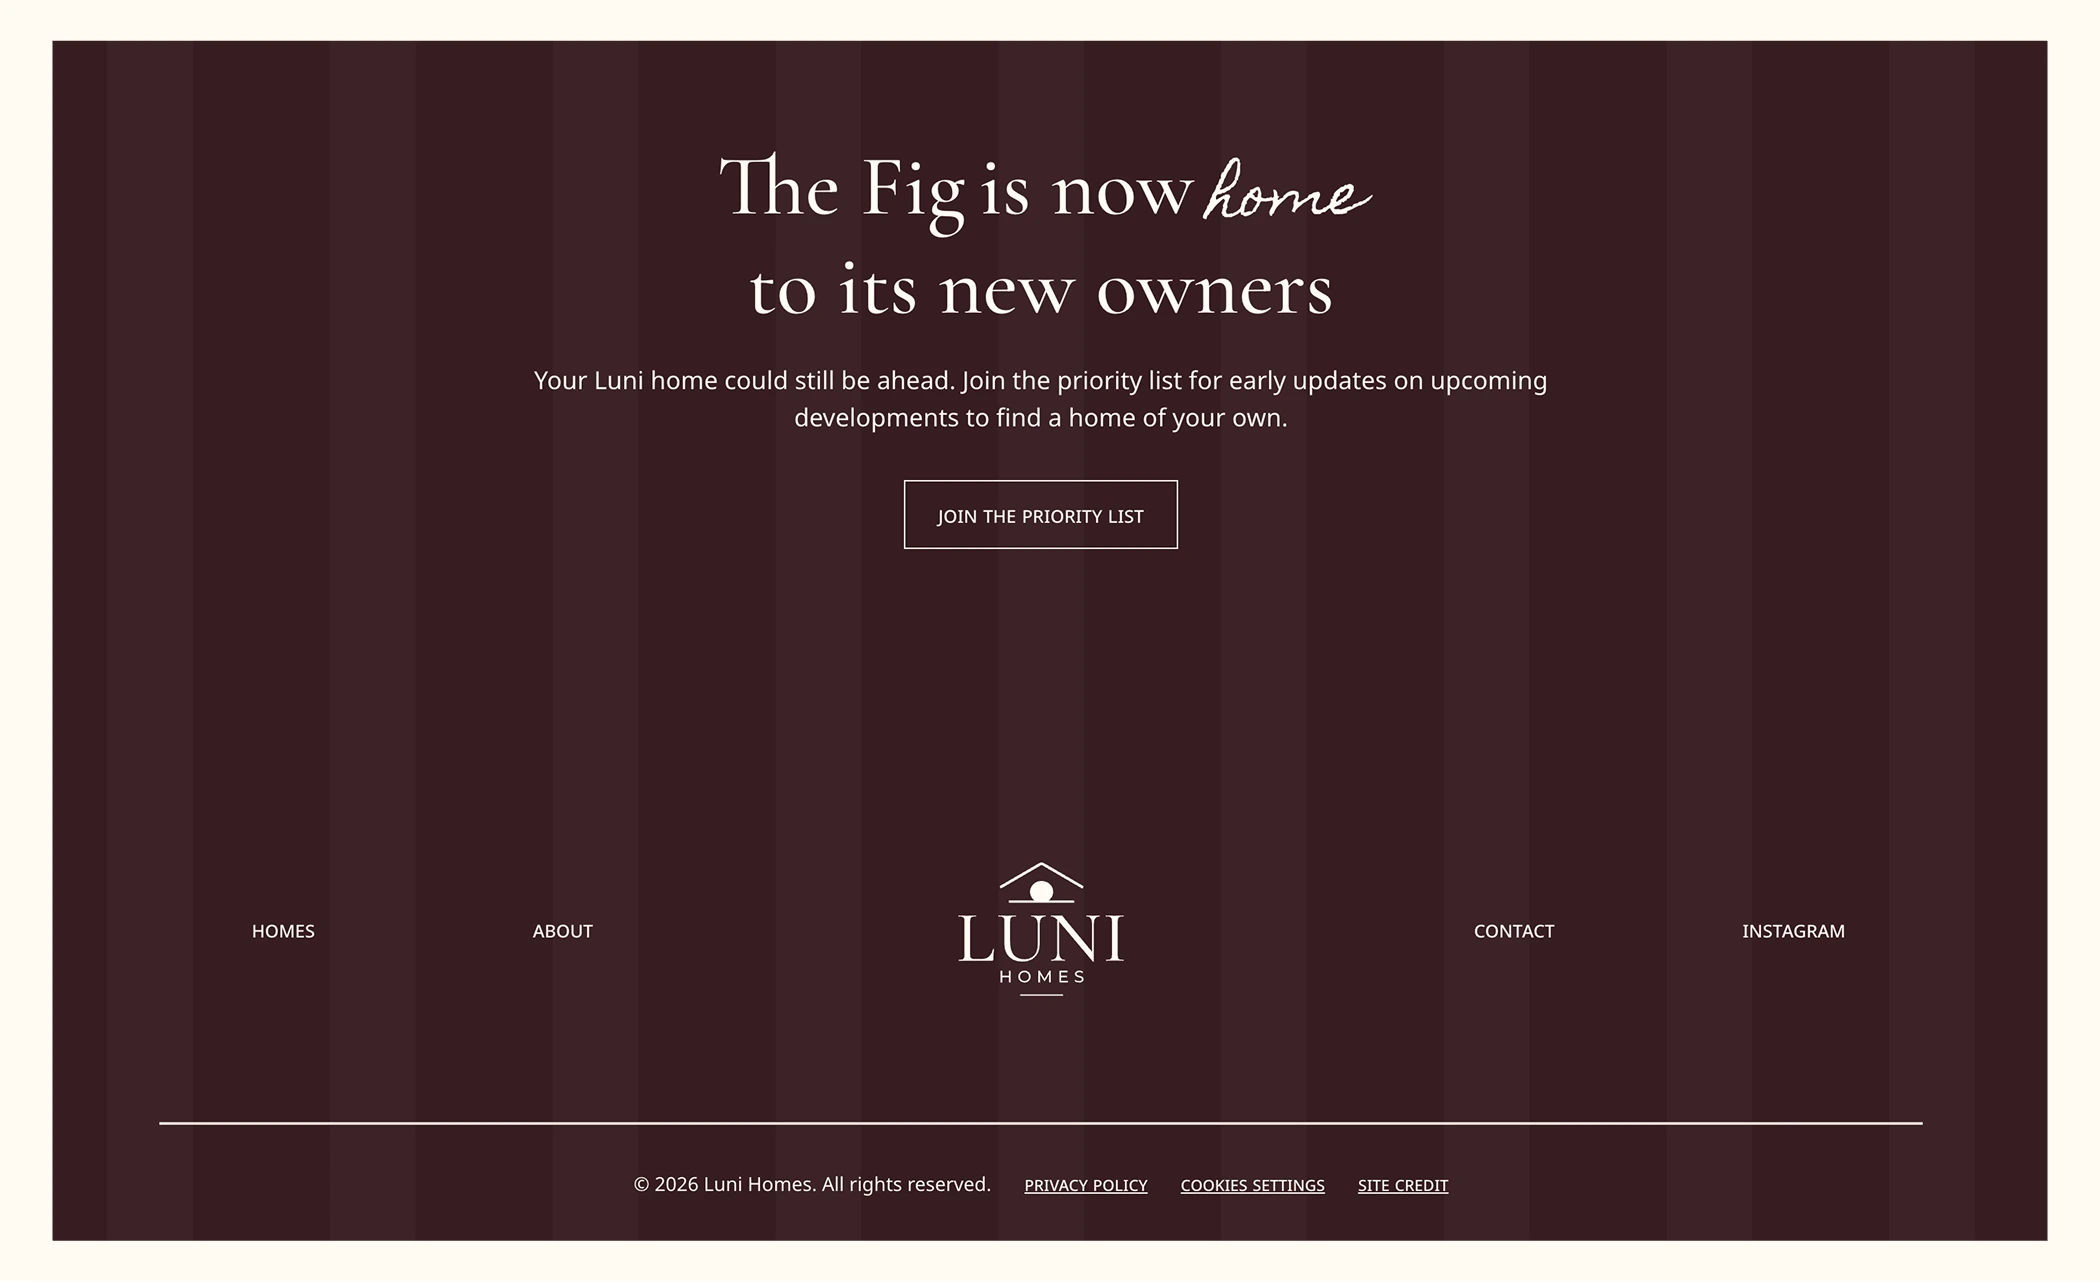 The Fig is now home
to its new owners
Your Luni home could still be ahead. Join the priority list for early updates on upcoming
developments to find a home of your own.
JOIN THE PRIORITY LIST
HOMES
ABOUT
LUNI
HOMES
CONTACT
INSTAGRAM
© 2026 Luni Homes. All rights reserved. PRIVACY POLICY COOKIES SETTINGS SITE CREDIT